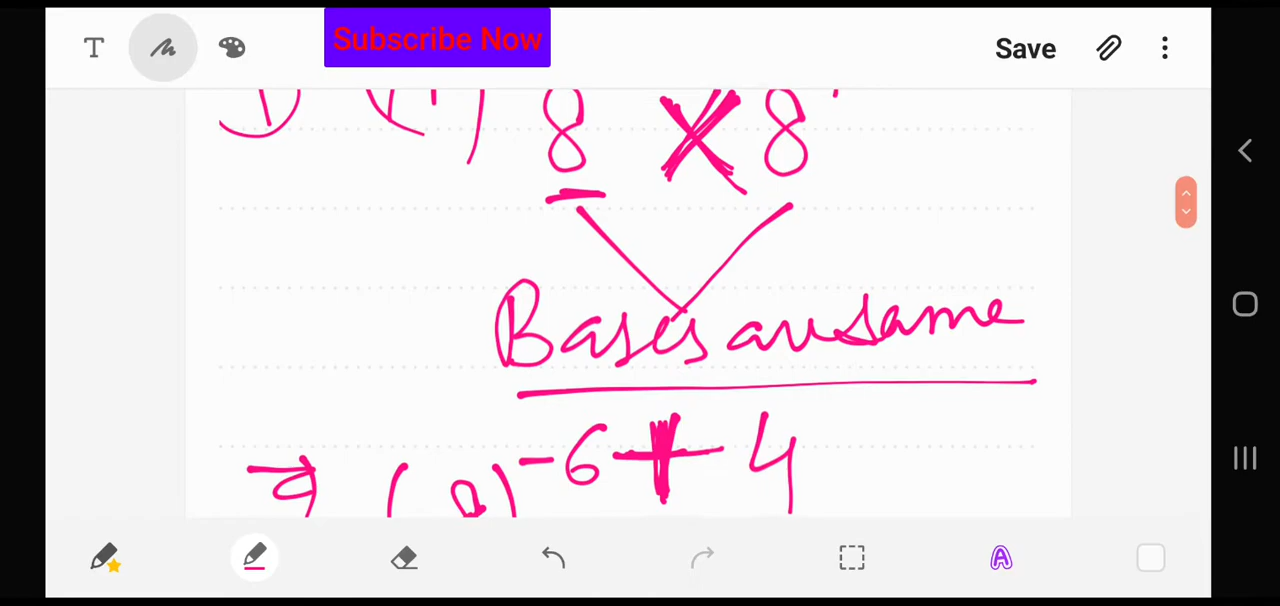 T
Subscribe Now
Save
8 × 8
Bases are same
⇒ (8)^-6+4
A